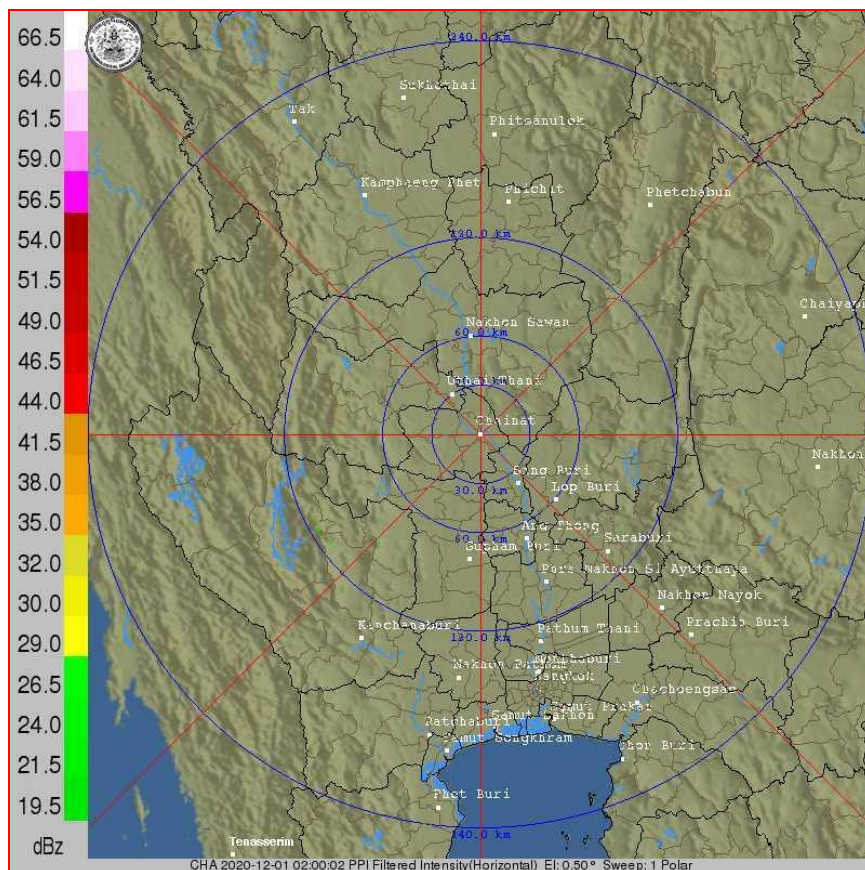 66.5
64.0
61.5
59.0
56.5
54.0
51.5
49.0
46.5
44.0
41.5
38.0
35.0
32.0
30.0
29.0
26.5
24.0
21.5
19.5
dBz
240.0 km
Sukhothai
Tak
Phitsanulok
Kamphaeng Phet
Phichit
Phetchabun
120.0 km
Chaiyaph
Nakhon Sawan
60.0 km
Uthai Thani
Chainat
Nakhon
Sing Buri
30.0 km
Lop Buri
Ang Thong
60.0 km
Suphan Buri
Saraburi
Pora Nakhon Si Ayutthaya
Nakhon Nayok
Kanchanaburi
120.0 km
Pathum Thani
Prachin Buri
Nonthaburi
Nakhon Pathom
Bangkok
Chachoengsao
Samut Prakan
Samut Sakhon
Ratchaburi
Samut Songkhram
Chon Buri
Phet Buri
240.0 km
Tenasserim
CHA 2020-12-01 02:00:02 PPI Filtered Intensity(Horizontal) El: 0.50° Sweep: 1 Polar